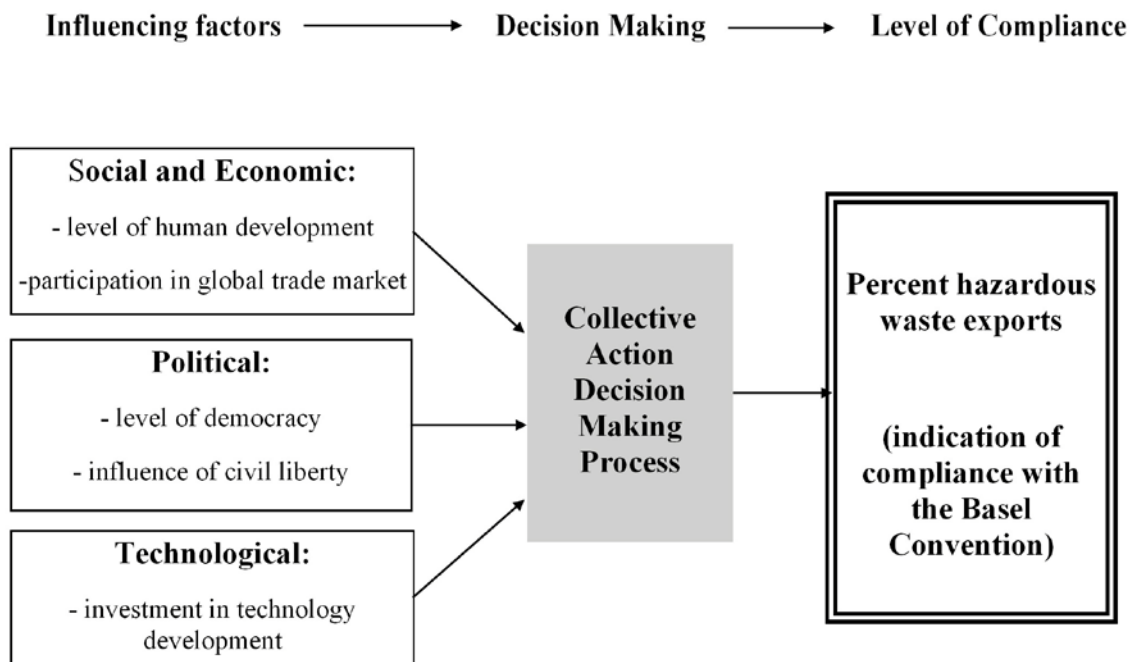 Influencing factors Decision Making Level of Compliance
Social and Economic:
- level of human development
-participation in global trade market
Political:
- level of democracy
- influence of civil liberty
Technological:
- investment in technology
development
Collective
Action
Decision
Making
Process
Percent hazardous
waste exports
(indication of
compliance with
the Basel
Convention)